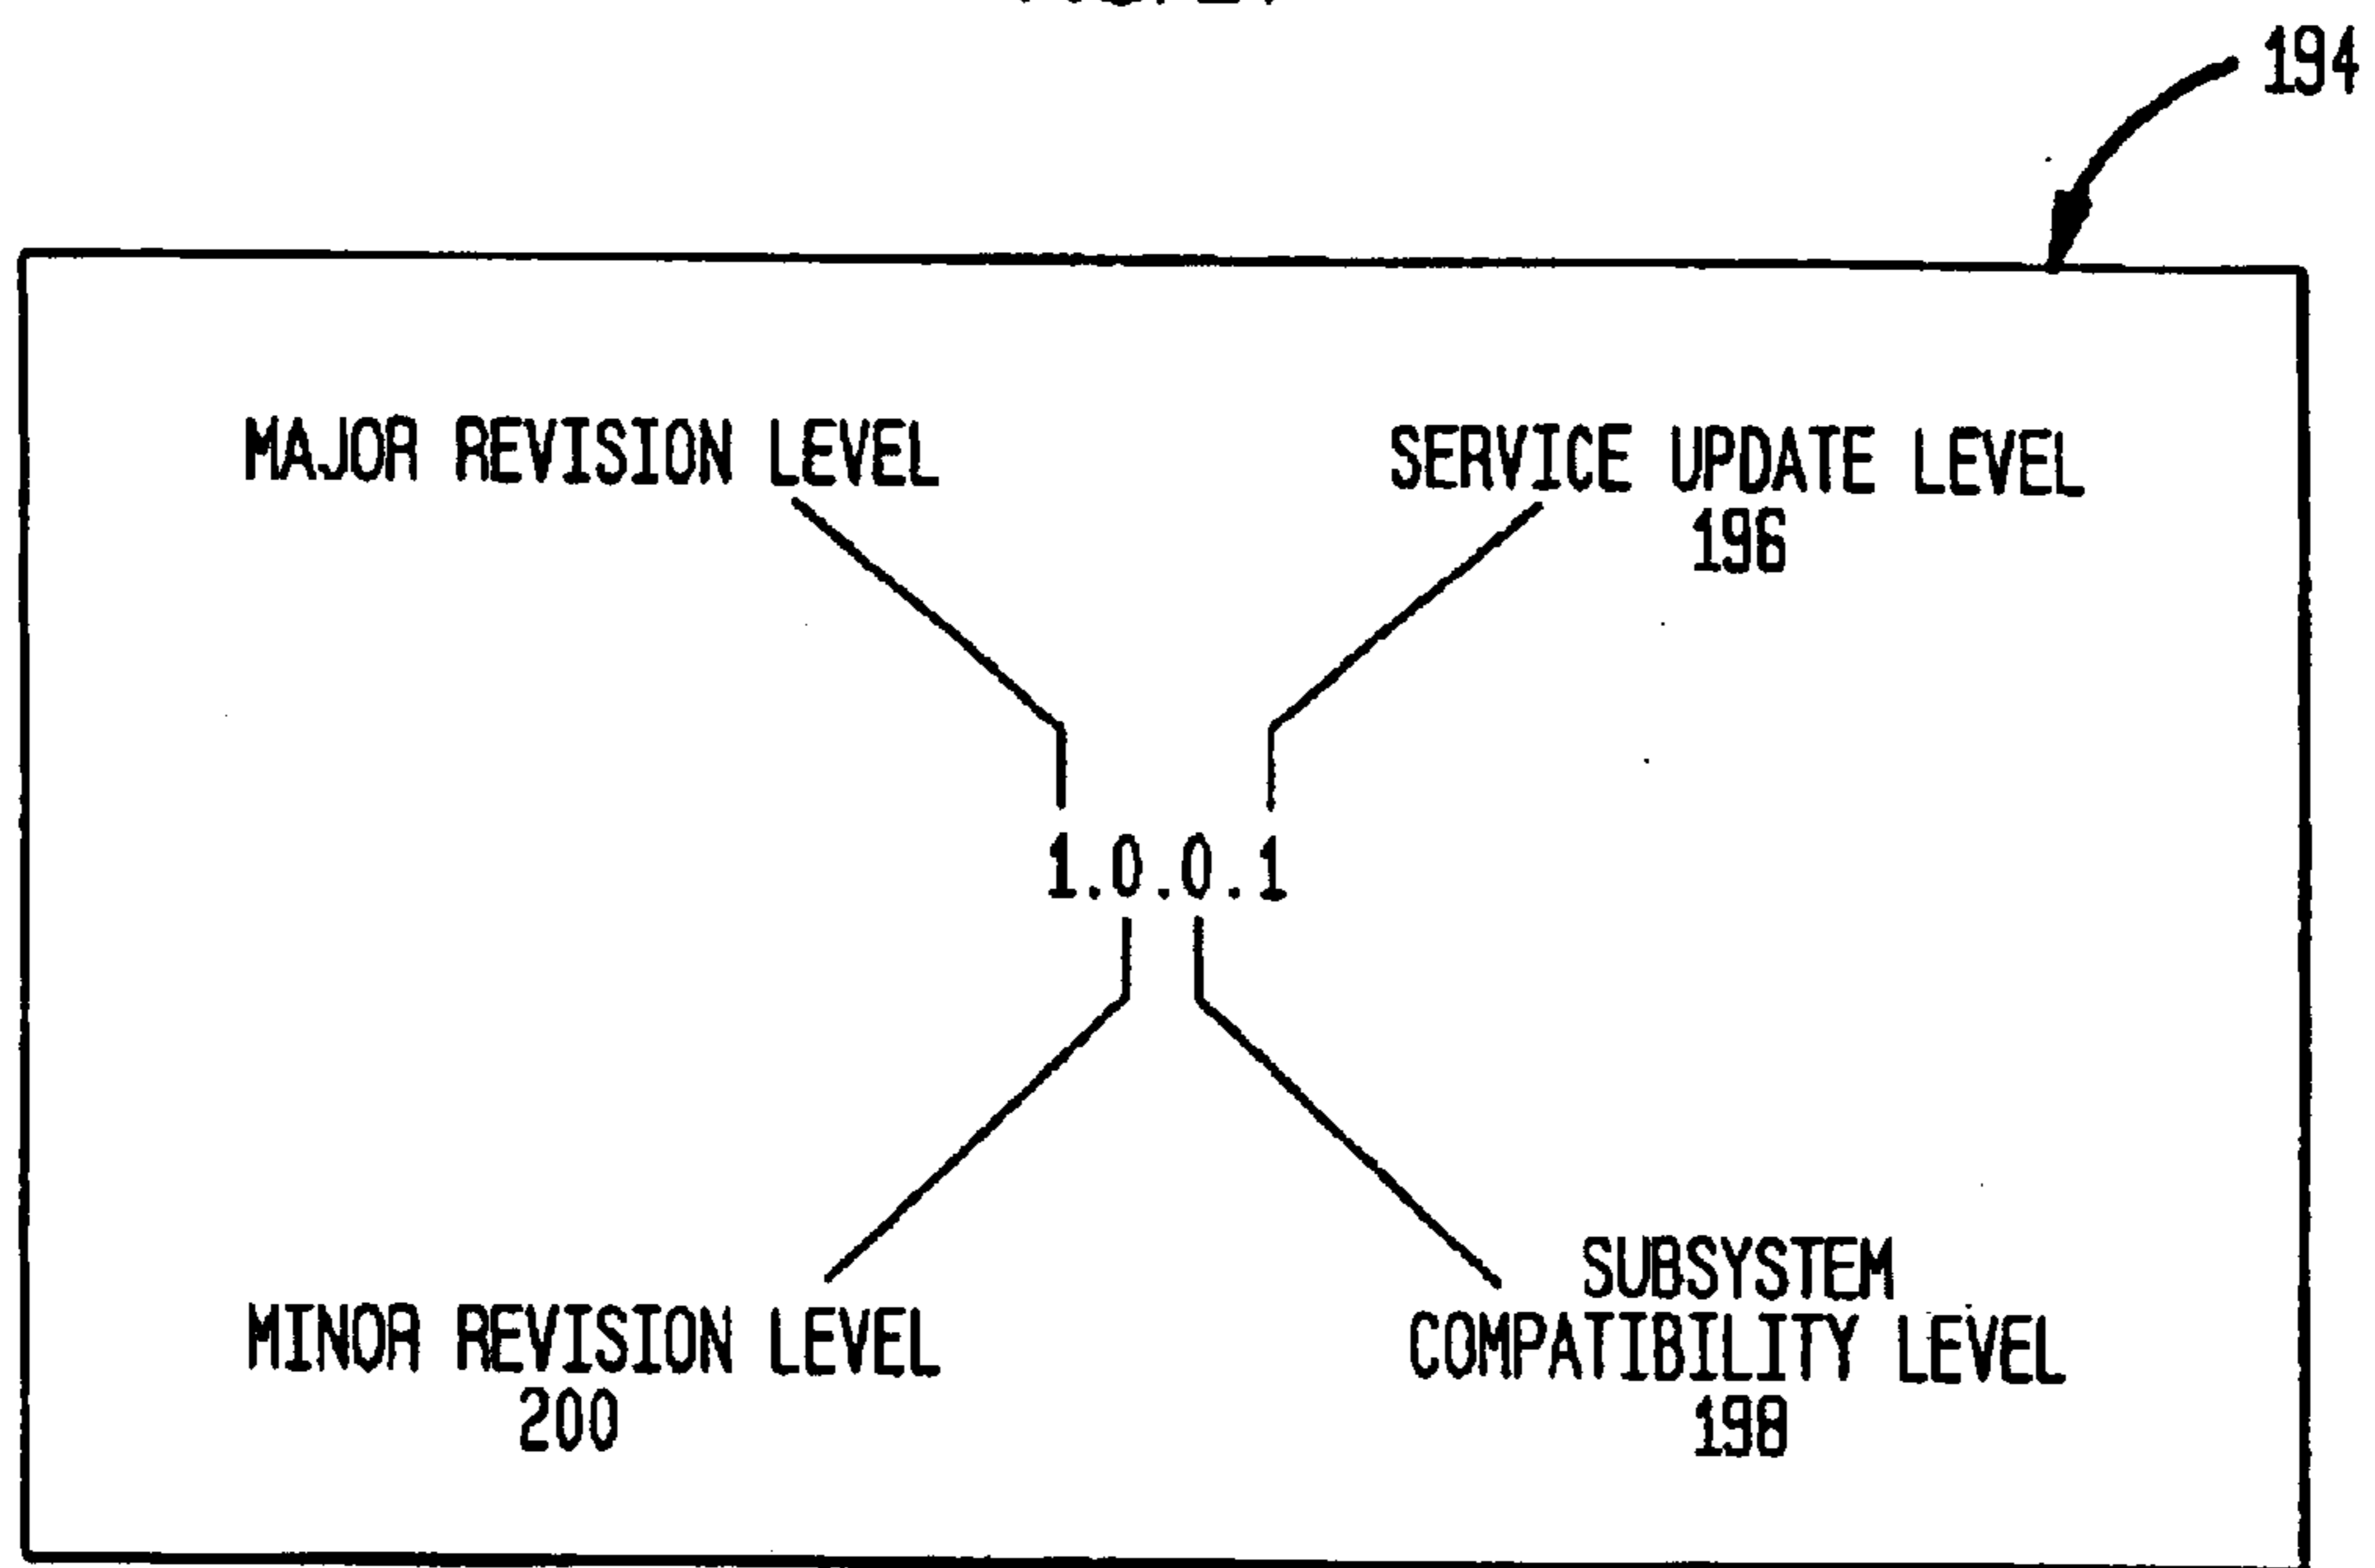 194
MAJOR REVISION LEVEL
SERVICE UPDATE LEVEL
196
1.0.0.1
MINOR REVISION LEVEL
200
SUBSYSTEM
COMPATIBILITY LEVEL
198